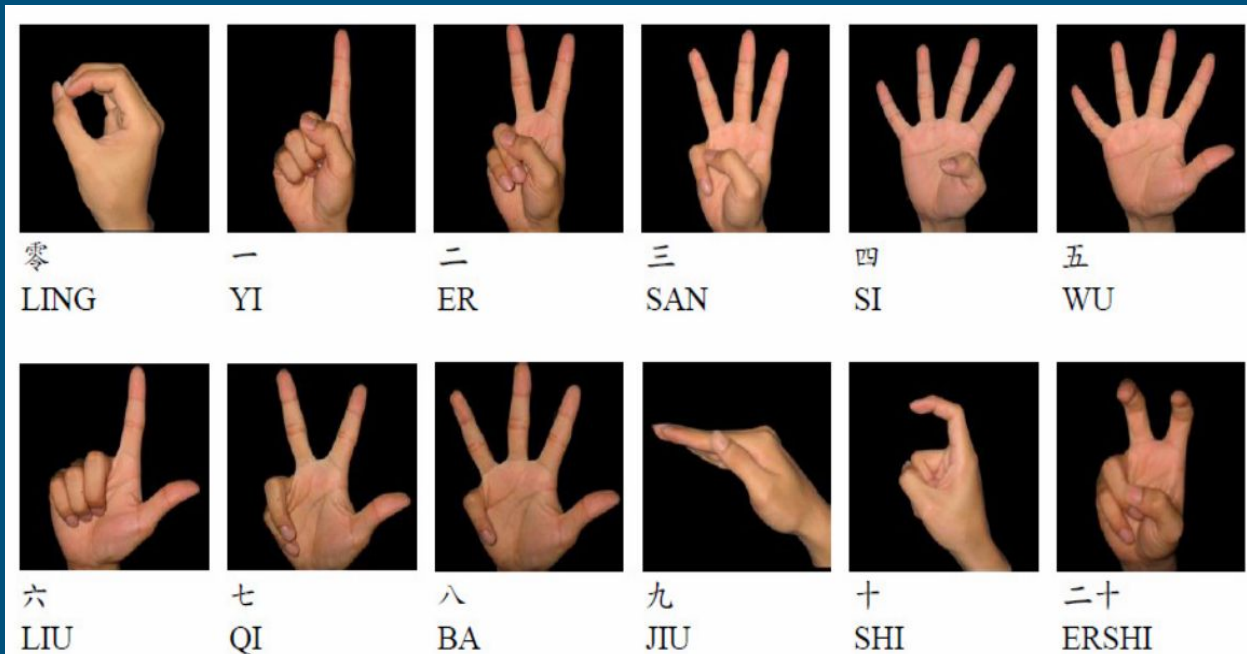 零 一 二 三 四 五
LING YI ER SAN SI WU
六 七 八 九 十 二十
LIU QI BA JIU SHI ERSHI